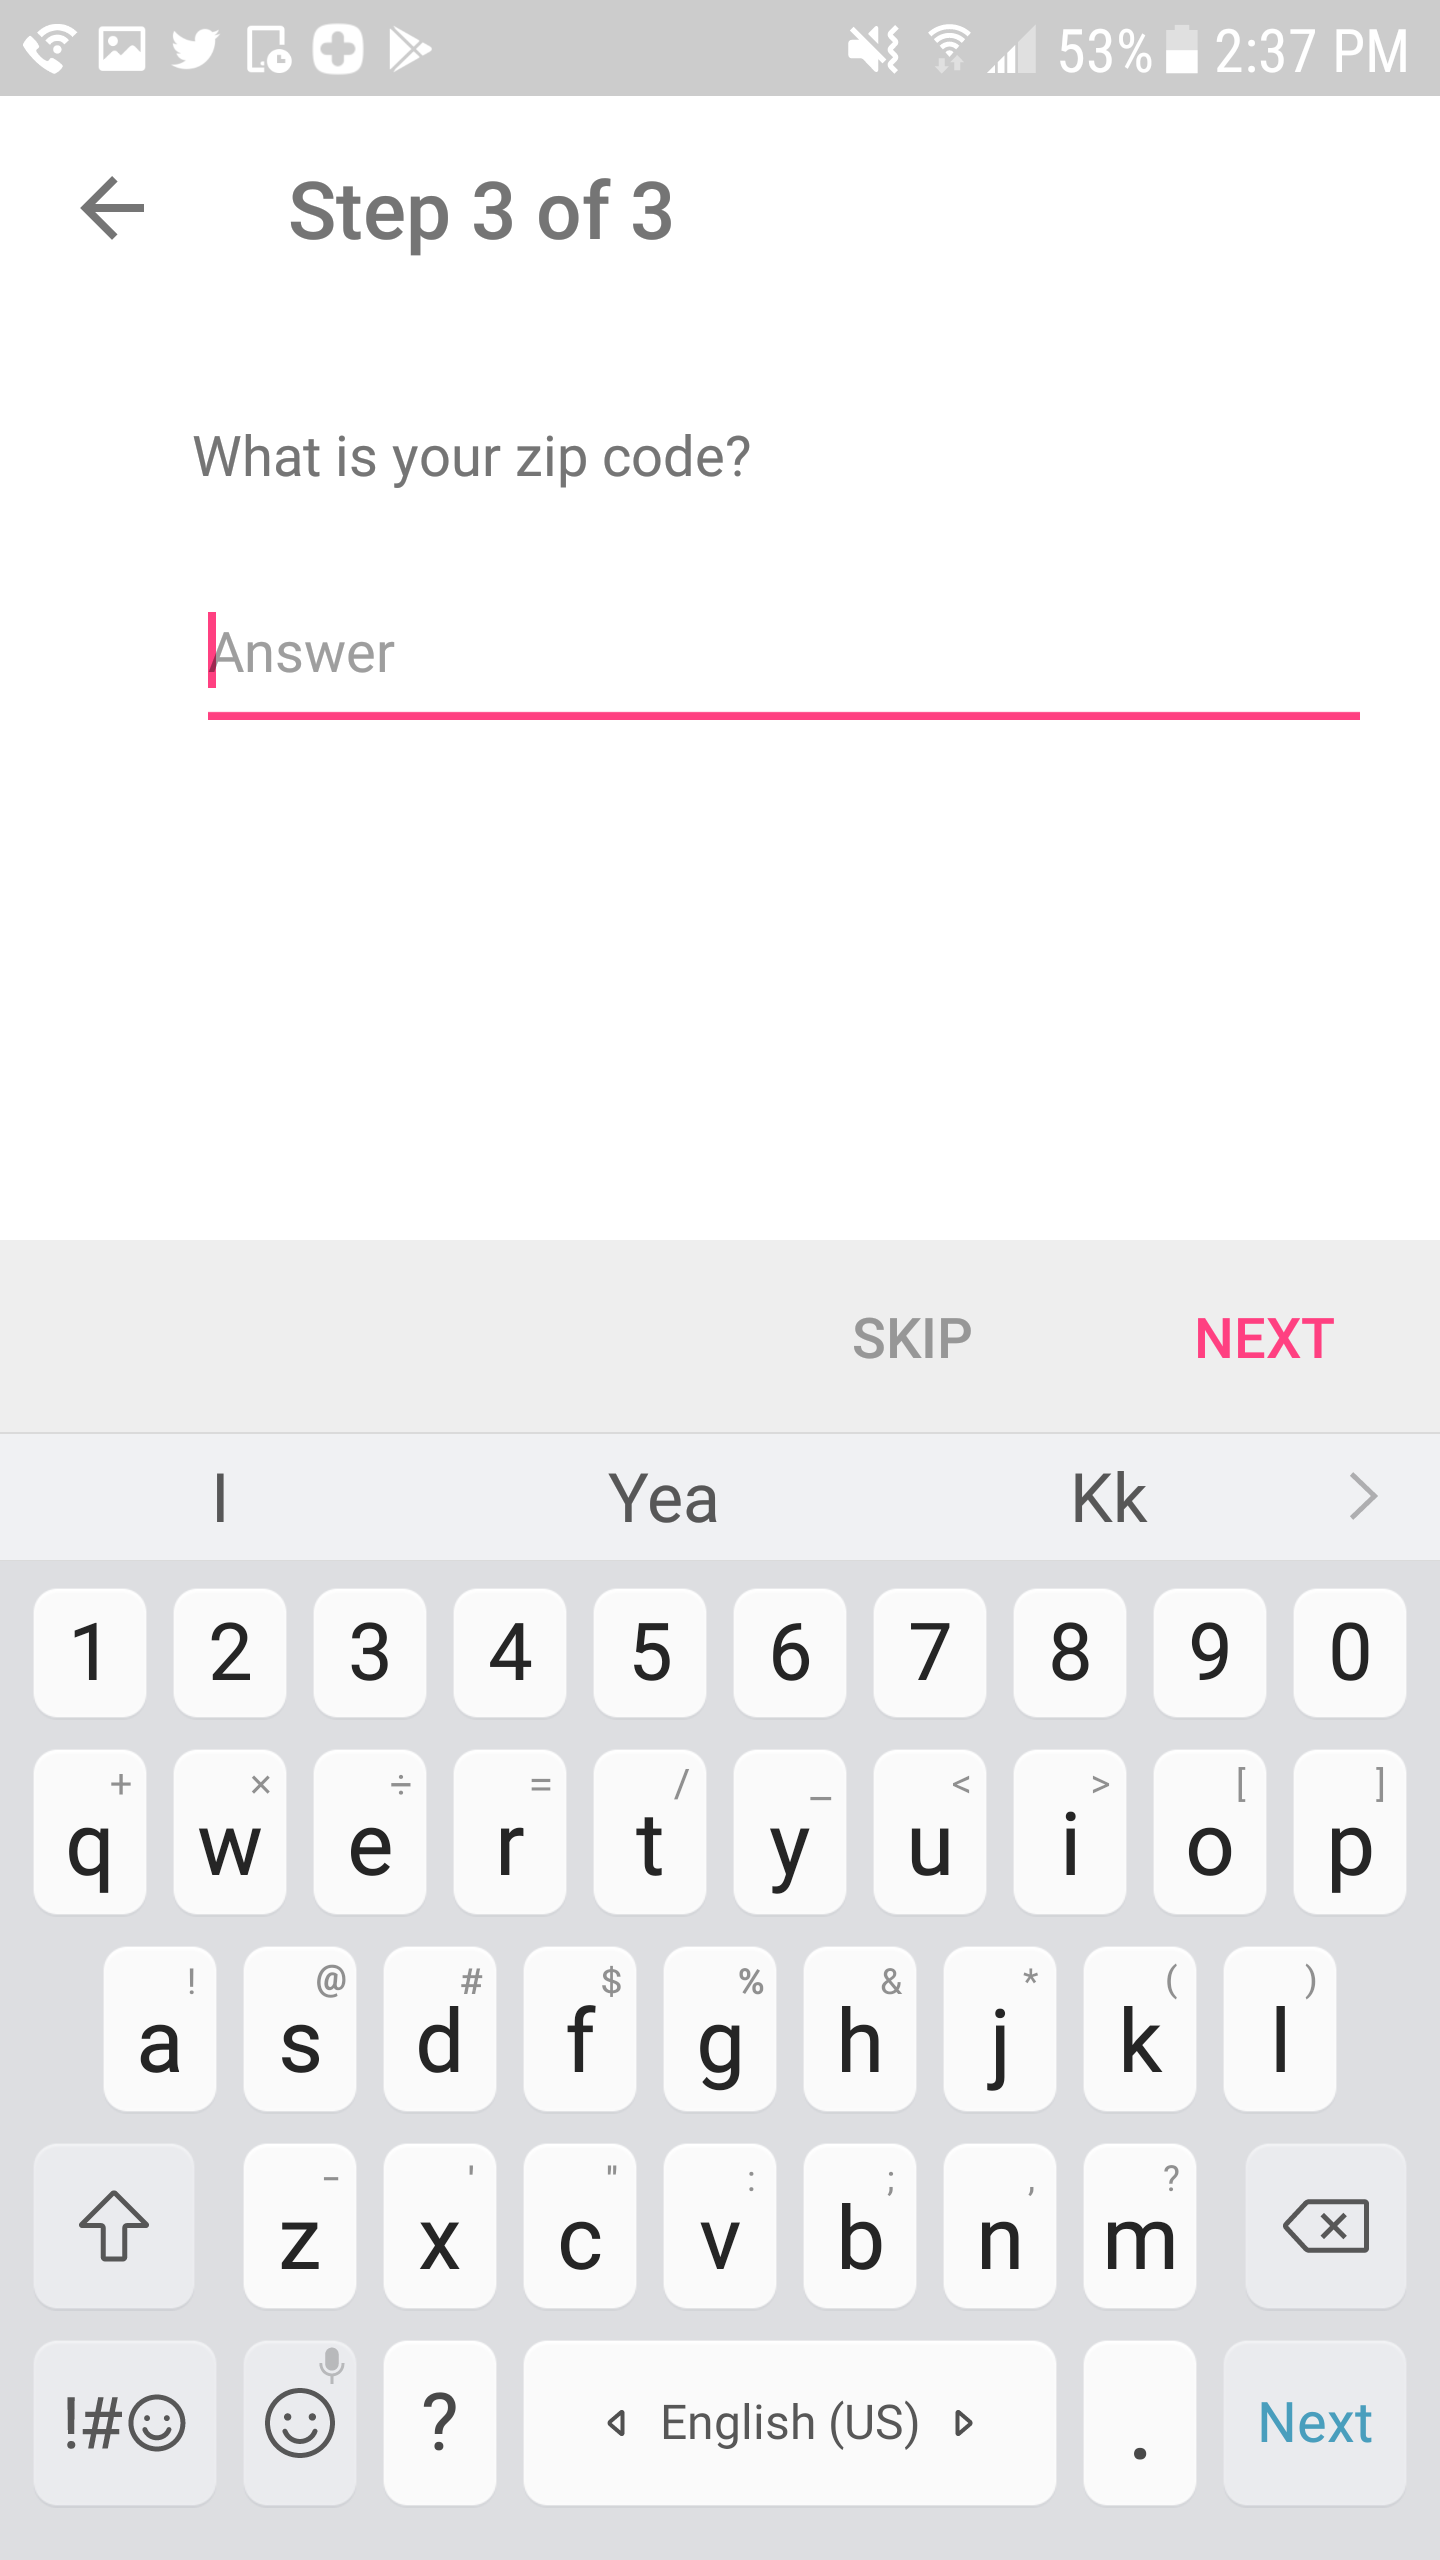 53% 2:37 PM
Step 3 of 3
What is your zip code?
Answer
SKIP NEXT
I Yea Kk
1 2 3 4 5 6 7 8 9 0
+ × ÷ = / _ < > [ ]
q w e r t y u i o p
! @ # $ % & * ( )
a s d f g h j k l
- ' " : ; , ?
z x c v b n m
!# ? English (US) . Next